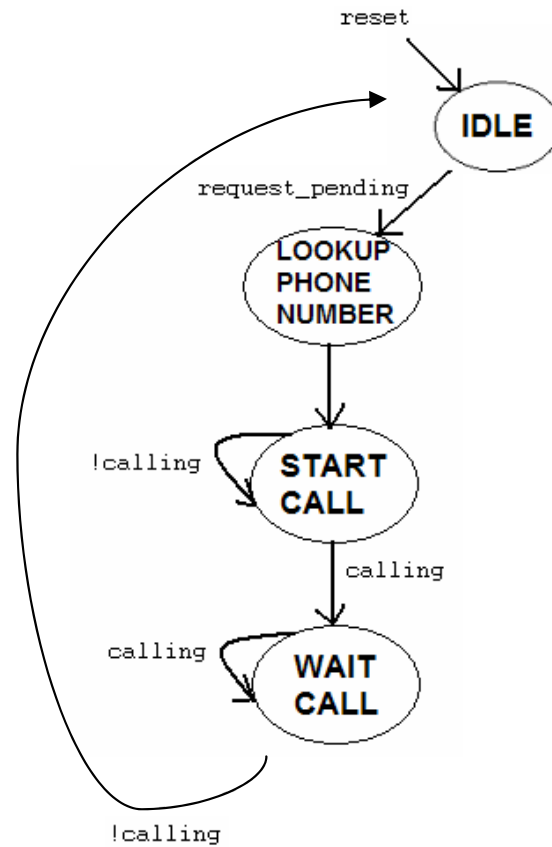 reset
IDLE
request_pending
LOOKUP
PHONE
NUMBER
!calling
START
CALL
calling
calling
WAIT
CALL
!calling